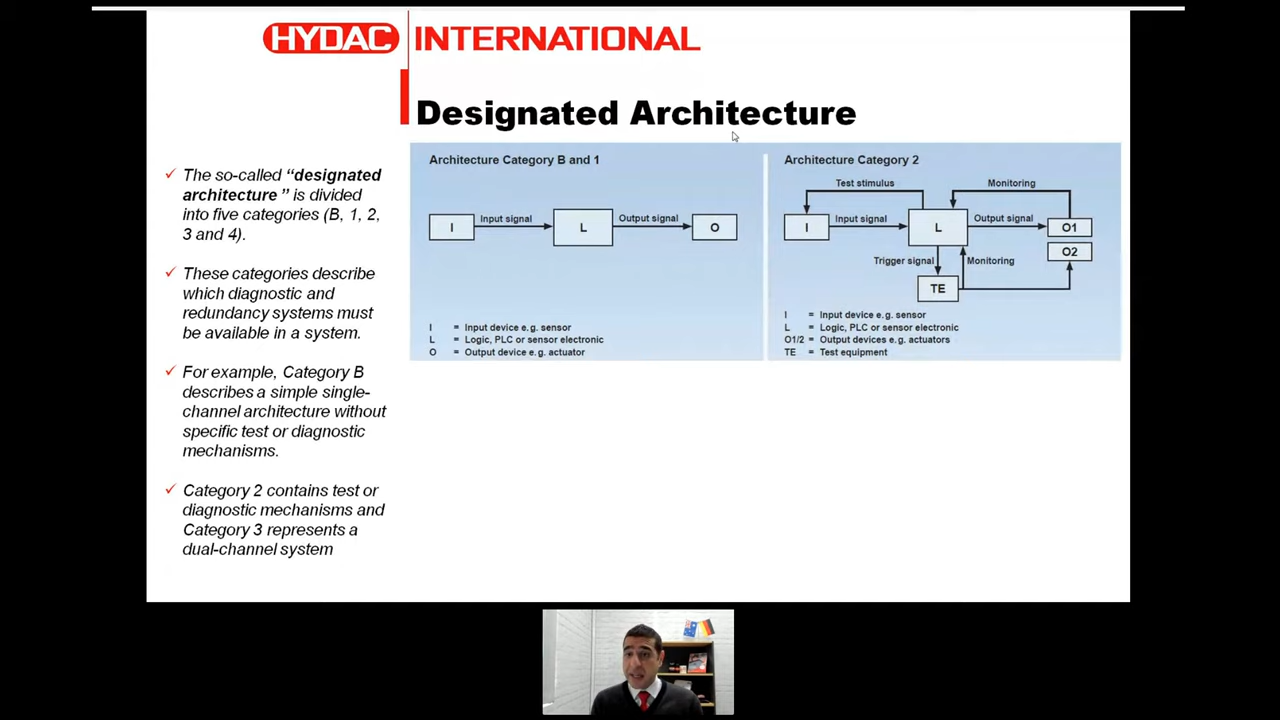 HYDAC INTERNATIONAL
Designated Architecture
✓ The so-called “designated
architecture ” is divided
into five categories (B, 1, 2,
3 and 4).
✓ These categories describe
which diagnostic and
redundancy systems must
be available in a system.
✓ For example, Category B
describes a simple single-
channel architecture without
specific test or diagnostic
mechanisms.
✓ Category 2 contains test or
diagnostic mechanisms and
Category 3 represents a
dual-channel system
Architecture Category B and 1
I Input signal L Output signal O
I = Input device e.g. sensor
L = Logic, PLC or sensor electronic
O = Output device e.g. actuator
Architecture Category 2
Test stimulus Monitoring
I Input signal L Output signal O1
O2
Trigger signal Monitoring
TE
I = Input device e.g. sensor
L = Logic, PLC or sensor electronic
O1/2 = Output devices e.g. actuators
TE = Test equipment